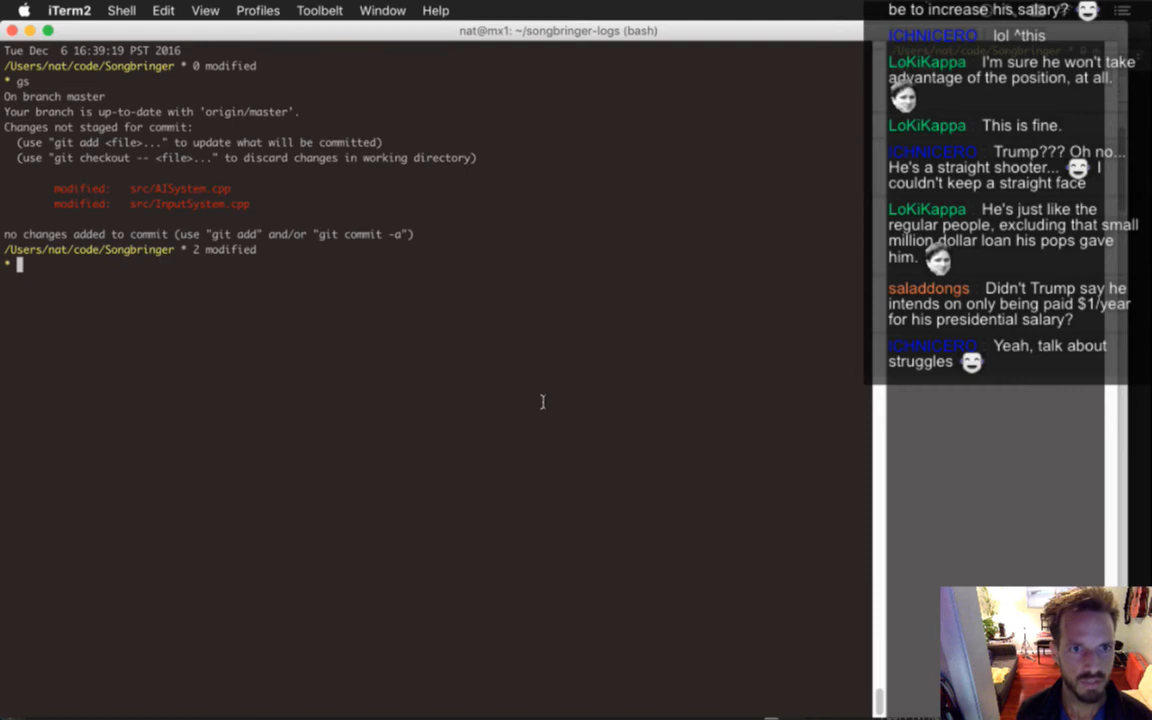 iTerm2 Shell Edit View Profiles Toolbelt Window Help
nat@mx1: ~/songbringer-logs (bash)
Tue Dec  6 16:39:19 PST 2016
/Users/nat/code/Songbringer * 0 modified
* gs
On branch master
Your branch is up-to-date with 'origin/master'.
Changes not staged for commit:
  (use "git add <file>..." to update what will be committed)
  (use "git checkout -- <file>..." to discard changes in working directory)
modified:   src/AISystem.cpp
modified:   src/InputSystem.cpp
no changes added to commit (use "git add" and/or "git commit -a")
/Users/nat/code/Songbringer * 2 modified
*
be to increase his salary?
ICHNICERO lol ^this
LoKiKappa I'm sure he won't take
advantage of the position, at all.
LoKiKappa This is fine.
ICHNICERO Trump??? Oh no...
He's a straight shooter... I
couldn't keep a straight face
LoKiKappa He's just like the
regular people, excluding that small
million dollar loan his pops gave
him.
saladdongs Didn't Trump say he
intends on only being paid $1/year
for his presidential salary?
ICHNICERO Yeah, talk about
struggles